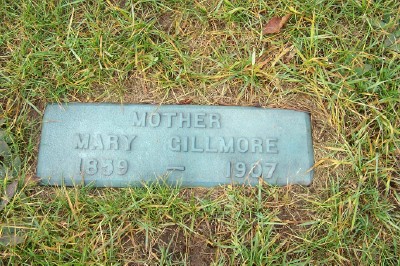 MOTHER
MARY GILLMORE
1839 - 1907